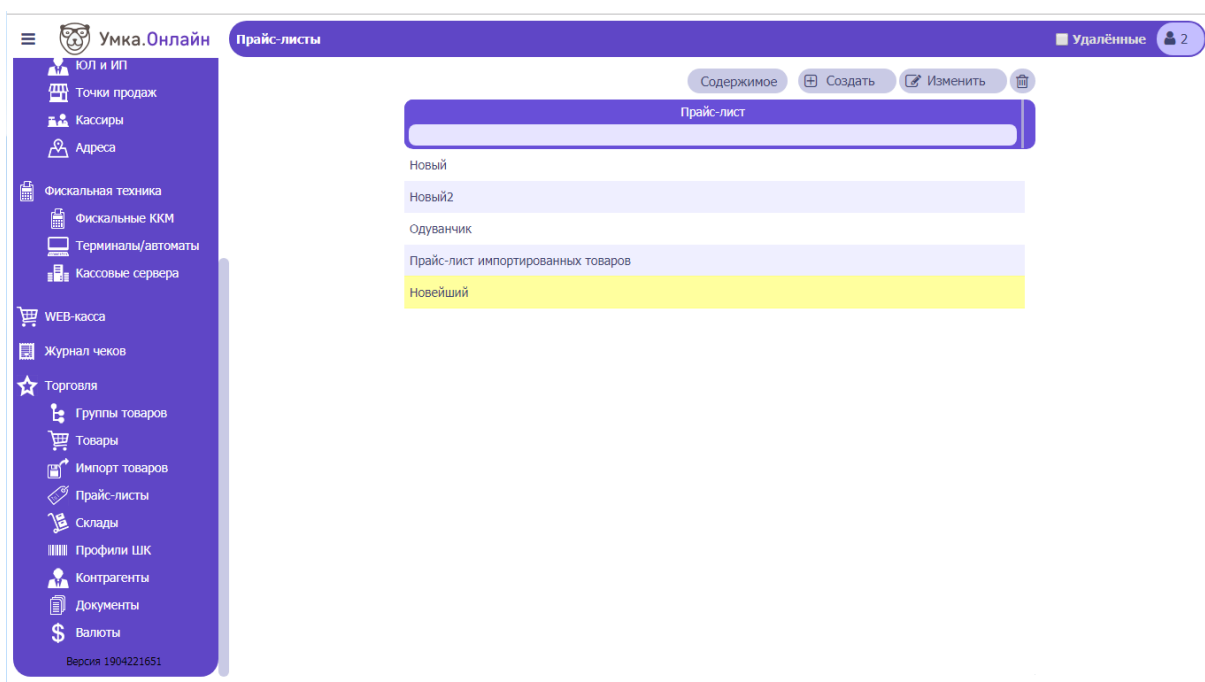 Умка.Онлайн
Прайс-листы
Удалённые
2
ЮЛ и ИП
Точки продаж
Кассиры
Адреса
Фискальная техника
Фискальные ККМ
Терминалы/автоматы
Кассовые сервера
WEB-касса
Журнал чеков
Торговля
Группы товаров
Товары
Импорт товаров
Прайс-листы
Склады
Профили ШК
Контрагенты
Документы
Валюты
Версия 1904221651
Содержимое
Создать
Изменить
Прайс-лист
Новый
Новый2
Одуванчик
Прайс-лист импортированных товаров
Новейший